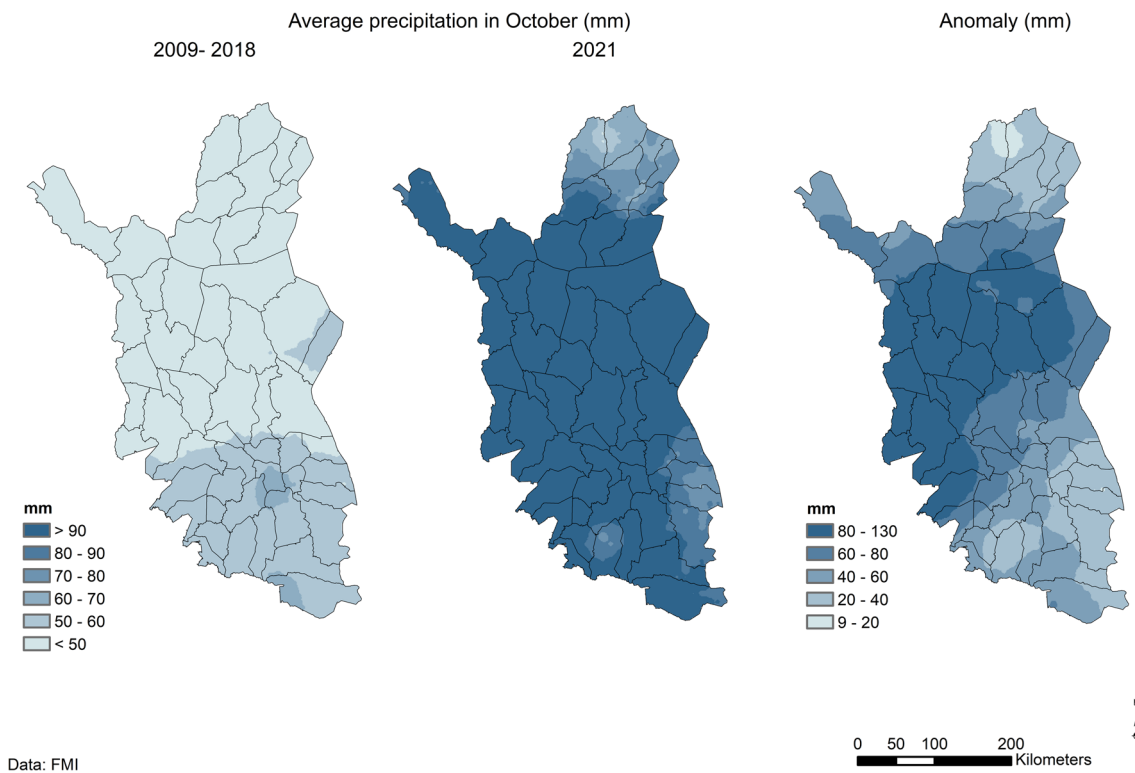 Average precipitation in October (mm)
Anomaly (mm)
2009- 2018
2021
mm
> 90
80 - 90
70 - 80
60 - 70
50 - 60
< 50
mm
80 - 130
60 - 80
40 - 60
20 - 40
9 - 20
Data: FMI
0 50 100 200
Kilometers